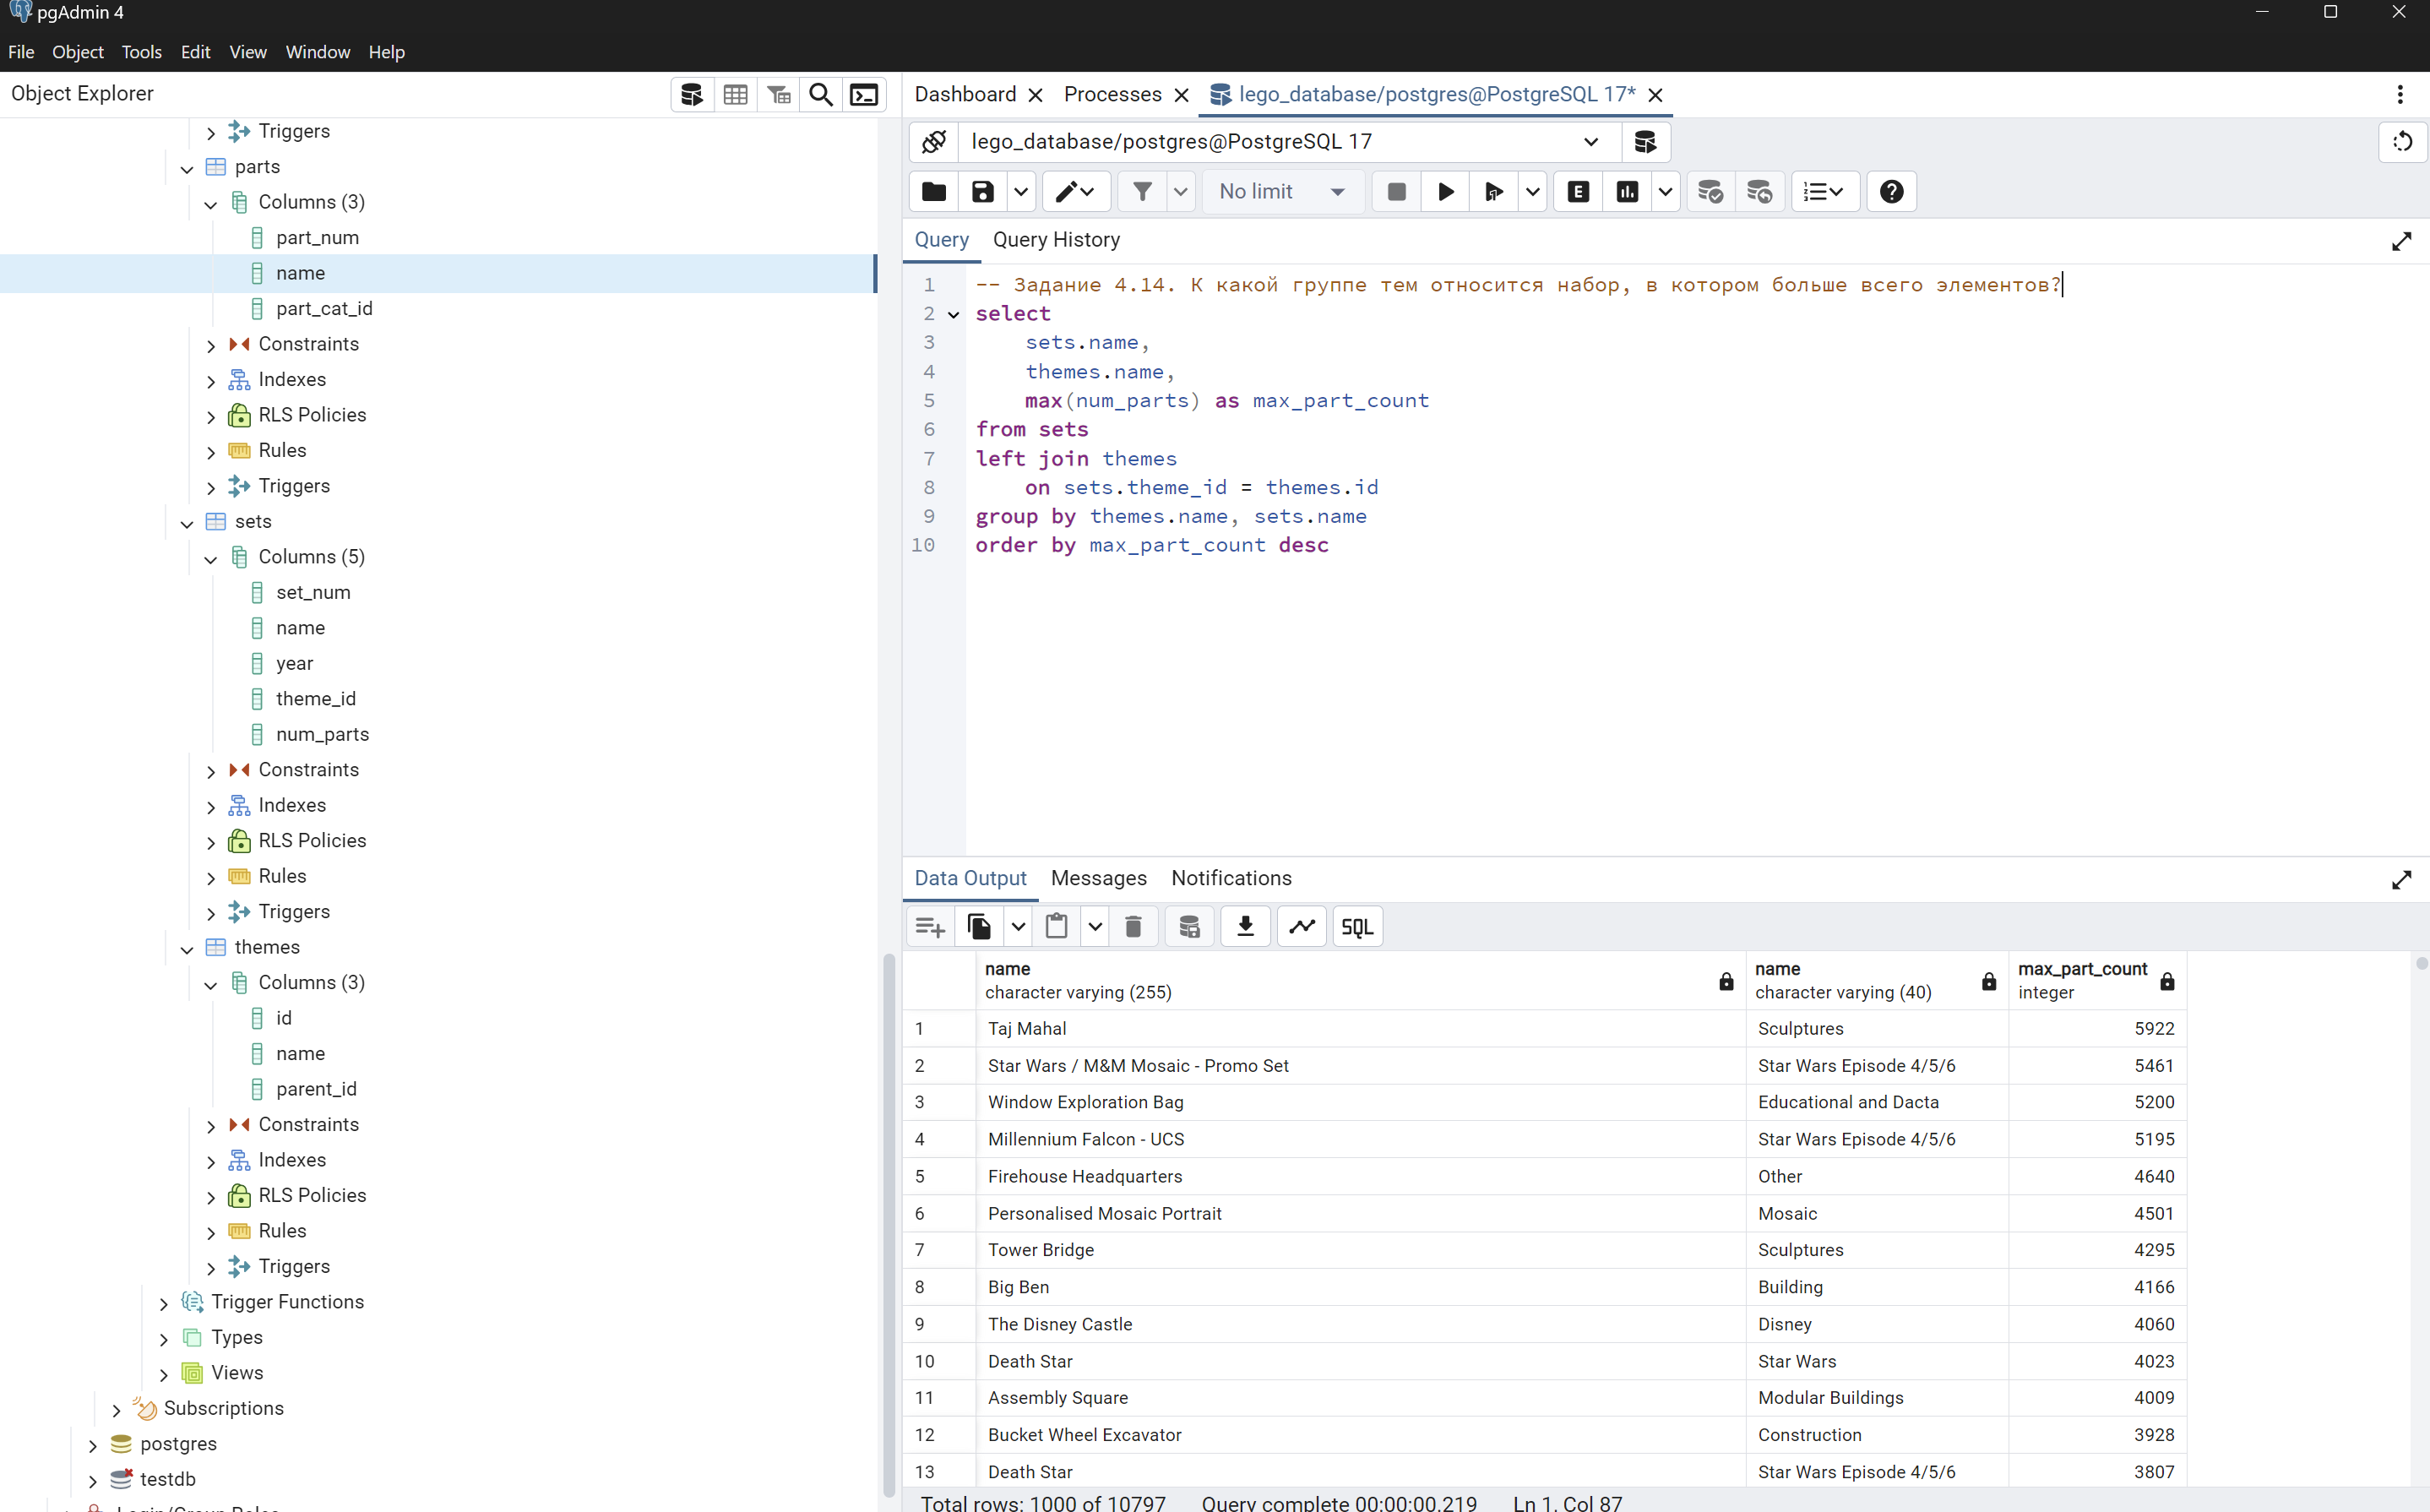 pgAdmin 4
File Object Tools Edit View Window Help
Object Explorer
Triggers
parts
Columns (3)
part_num
name
part_cat_id
Constraints
Indexes
RLS Policies
Rules
Triggers
sets
Columns (5)
set_num
name
year
theme_id
num_parts
Constraints
Indexes
RLS Policies
Rules
Triggers
themes
Columns (3)
id
name
parent_id
Constraints
Indexes
RLS Policies
Rules
Triggers
Trigger Functions
Types
Views
Subscriptions
postgres
testdb
Login/Group Roles
Dashboard Processes lego_database/postgres@PostgreSQL 17*
lego_database/postgres@PostgreSQL 17
No limit E
Query Query History
1 -- Задание 4.14. К какой группе тем относится набор, в котором больше всего элементов?
2 select
3 sets.name,
4 themes.name,
5 max(num_parts) as max_part_count
6 from sets
7 left join themes
8 on sets.theme_id = themes.id
9 group by themes.name, sets.name
10 order by max_part_count desc
Data Output Messages Notifications
SQL
name name max_part_count
character varying (255) character varying (40) integer
1 Taj Mahal Sculptures 5922
2 Star Wars / M&M Mosaic - Promo Set Star Wars Episode 4/5/6 5461
3 Window Exploration Bag Educational and Dacta 5200
4 Millennium Falcon - UCS Star Wars Episode 4/5/6 5195
5 Firehouse Headquarters Other 4640
6 Personalised Mosaic Portrait Mosaic 4501
7 Tower Bridge Sculptures 4295
8 Big Ben Building 4166
9 The Disney Castle Disney 4060
10 Death Star Star Wars 4023
11 Assembly Square Modular Buildings 4009
12 Bucket Wheel Excavator Construction 3928
13 Death Star Star Wars Episode 4/5/6 3807
Total rows: 1000 of 10797 Query complete 00:00:00.219 Ln 1, Col 87